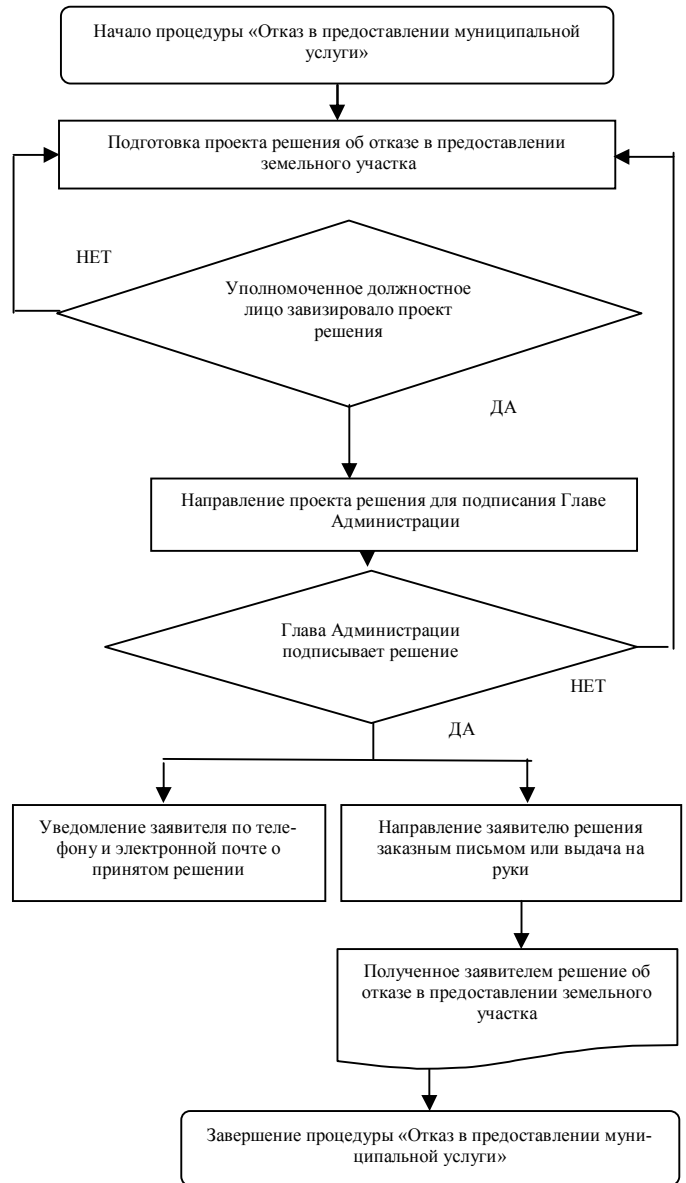 Начало процедуры «Отказ в предоставлении муниципальной
услуги»
Подготовка проекта решения об отказе в предоставлении
земельного участка
НЕТ
Уполномоченное должностное
лицо завизировало проект
решения
ДА
Направление проекта решения для подписания Главе
Администрации
Глава Администрации
подписывает решение
НЕТ
ДА
Уведомление заявителя по теле-
фону и электронной почте о
принятом решении
Направление заявителю решения
заказным письмом или выдача на
руки
Полученное заявителем решение об
отказе в предоставлении земельного
участка
Завершение процедуры «Отказ в предоставлении муни-
ципальной услуги»